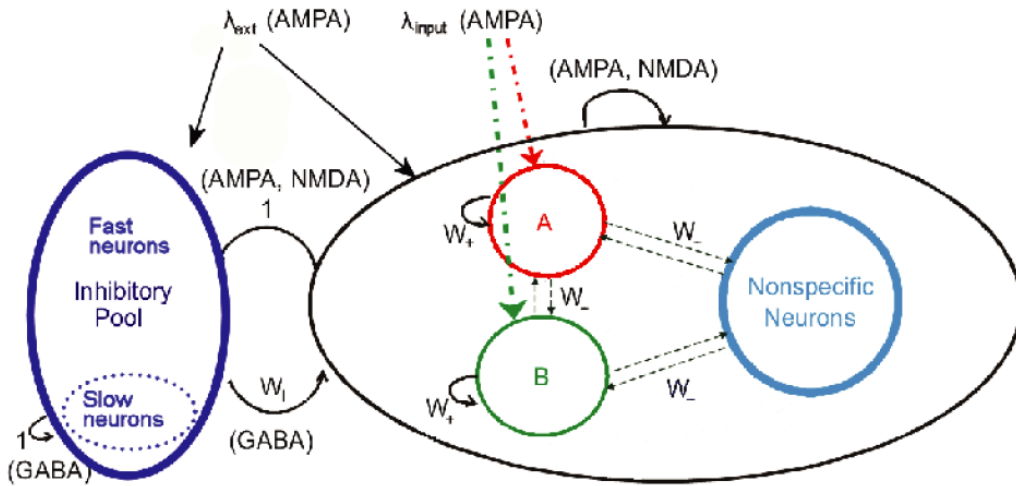 λext (AMPA)
λinput (AMPA)
(AMPA, NMDA)
(AMPA, NMDA)
1
Fast
neurons
Inhibitory
Pool
Slow
neurons
1
(GABA)
WI
(GABA)
A
W+
W-
W-
B
W+
W-
Nonspecific
Neurons